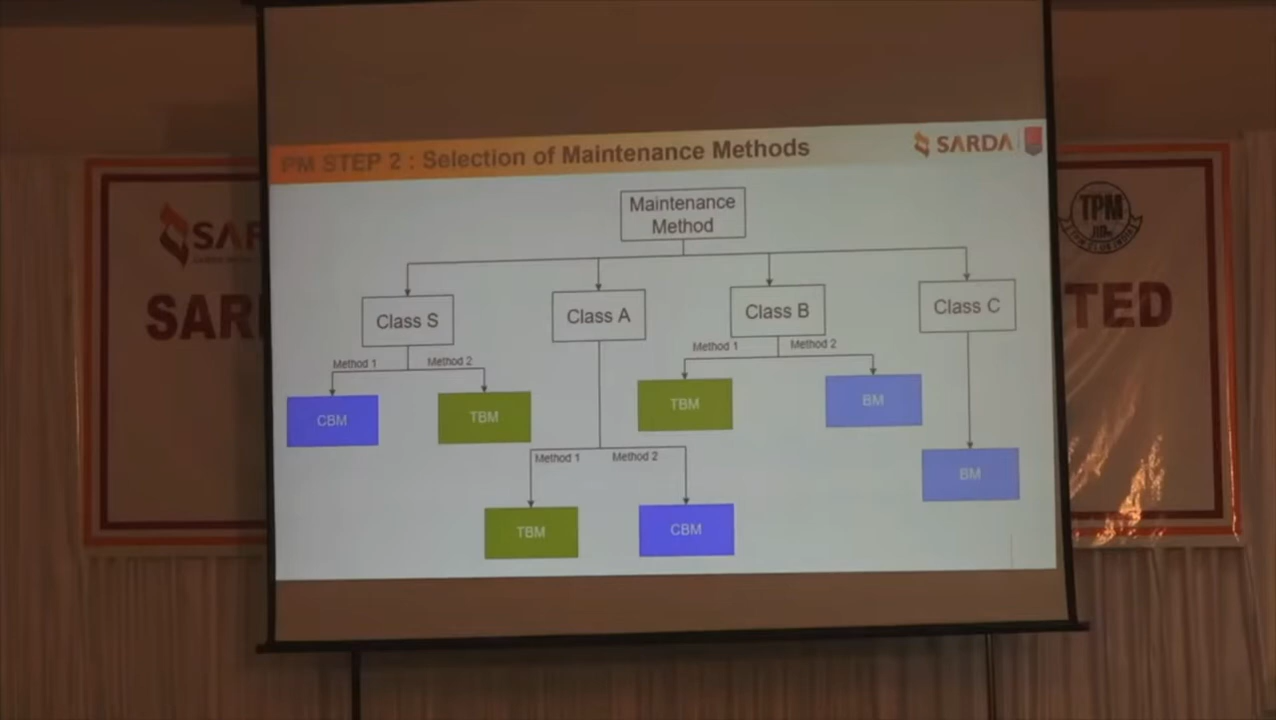 PM STEP 2 : Selection of Maintenance Methods
SARDA
Maintenance
Method
Class S
Class A
Class B
Class C
Method 1
Method 2
Method 1
Method 2
CBM
TBM
TBM
BM
Method 1
Method 2
BM
TBM
CBM
SAR
SAR
TPM
TED